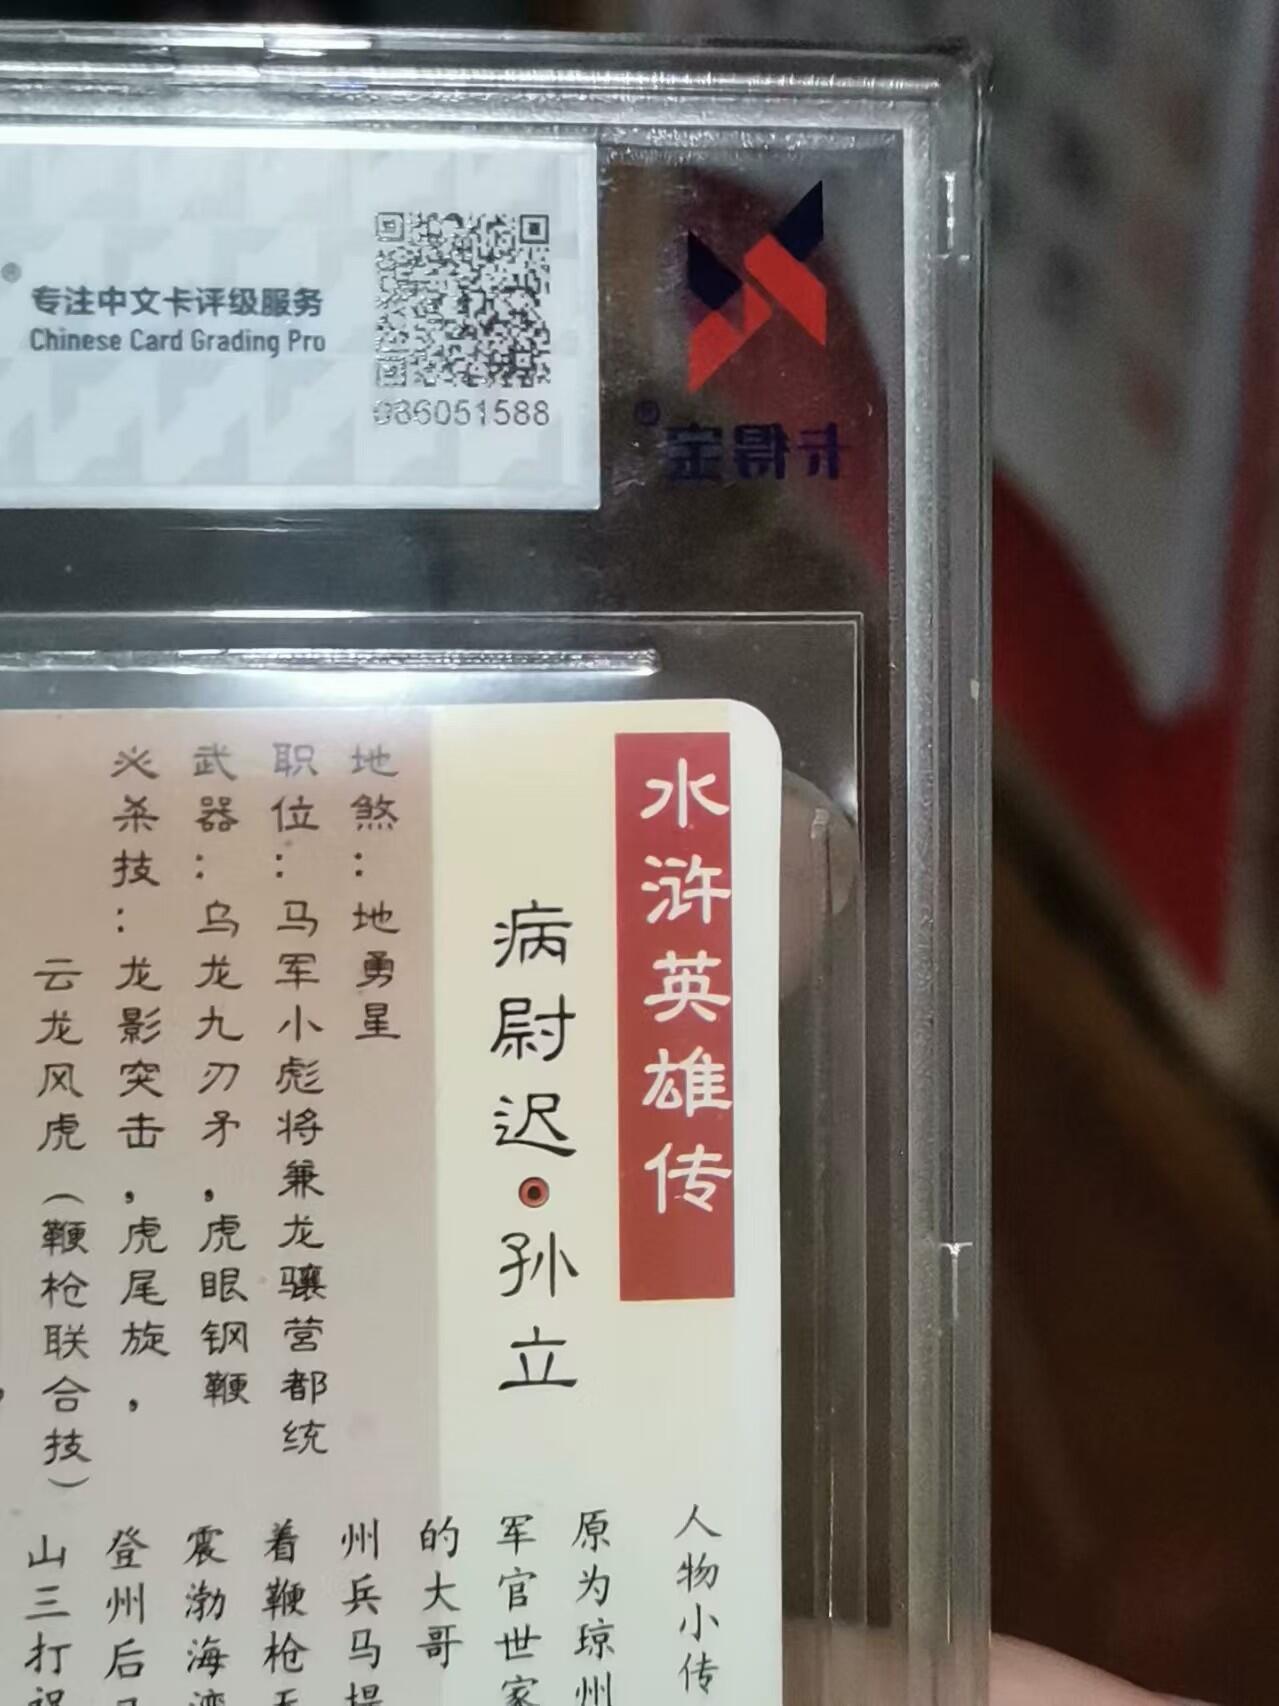 专注中文卡评级服务
Chinese Card Grading Pro
036051588
卡得宝
水浒英雄传
病尉迟·孙立
地煞:地勇星
职位:马军小彪将兼龙骧营都统
武器:乌龙九刃矛,虎眼钢鞭
必杀技:龙影突击,虎尾旋,
云龙风虎(鞭枪联合技)
人物小传
原为琼州
军官世家
的大哥
州兵马提
着鞭枪
震渤海湾
登州后
山三打